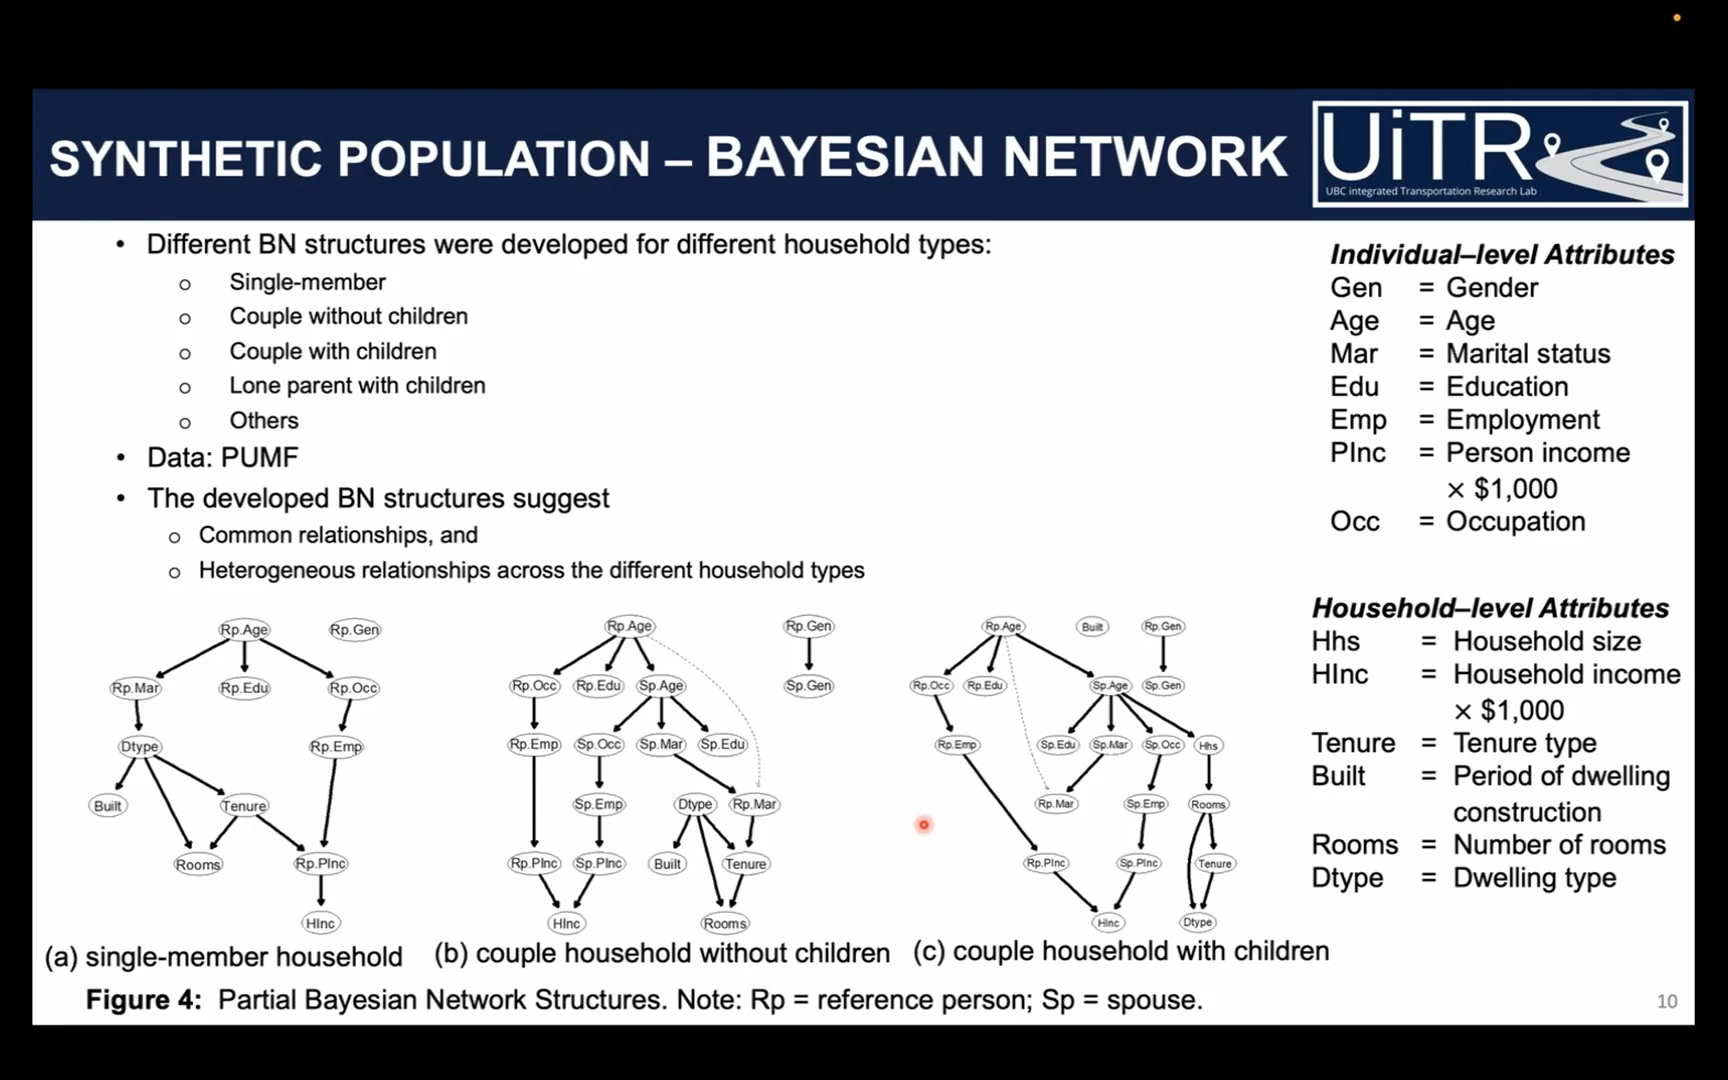 SYNTHETIC POPULATION – BAYESIAN NETWORK
UiTR
UBC integrated Transportation Research Lab
• Different BN structures were developed for different household types:
o Single-member
o Couple without children
o Couple with children
o Lone parent with children
o Others
• Data: PUMF
• The developed BN structures suggest
o Common relationships, and
o Heterogeneous relationships across the different household types
Individual–level Attributes
Gen = Gender
Age = Age
Mar = Marital status
Edu = Education
Emp = Employment
PInc = Person income
× $1,000
Occ = Occupation
Household–level Attributes
Hhs = Household size
HInc = Household income
× $1,000
Tenure = Tenure type
Built = Period of dwelling
construction
Rooms = Number of rooms
Dtype = Dwelling type
Rp.Age Rp.Gen
Rp.Mar Rp.Edu Rp.Occ
Dtype Rp.Emp
Built Tenure
Rooms Rp.PInc
HInc
(a) single-member household
Rp.Age Rp.Gen
Rp.Occ Rp.Edu Sp.Age Sp.Gen
Rp.Emp Sp.Occ Sp.Mar Sp.Edu
Sp.Emp Dtype Rp.Mar
Rp.PInc Sp.PInc Built Tenure
HInc Rooms
(b) couple household without children
Rp.Age Built Rp.Gen
Rp.Occ Rp.Edu Sp.Age Sp.Gen
Rp.Emp Sp.Edu Sp.Mar Sp.Occ Hhs
Rp.Mar Sp.Emp Rooms
Rp.PInc Sp.PInc Tenure
HInc Dtype
(c) couple household with children
Figure 4: Partial Bayesian Network Structures. Note: Rp = reference person; Sp = spouse.
10